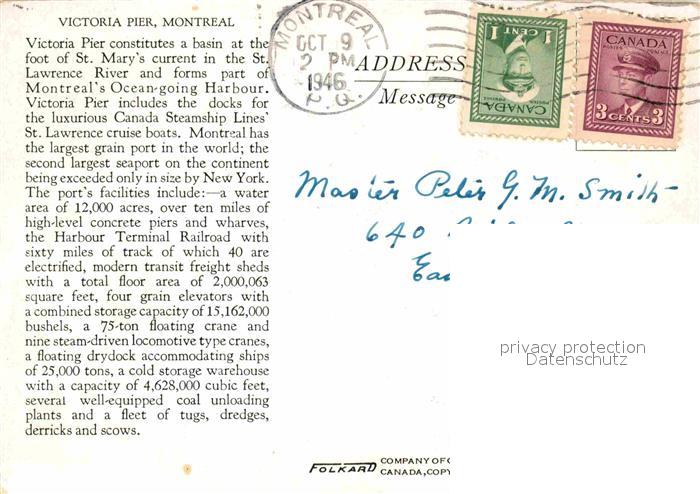 VICTORIA PIER, MONTREAL
Victoria Pier constitutes a basin at the
foot of St. Mary's current in the St.
Lawrence River and forms part of
Montreal's Ocean-going Harbour.
Victoria Pier includes the docks for
the luxurious Canada Steamship Lines'
St. Lawrence cruise boats. Montreal has
the largest grain port in the world; the
second largest seaport on the continent
being exceeded only in size by New York.
The port's facilities include:—a water
area of 12,000 acres, over ten miles of
high-level concrete piers and wharves,
the Harbour Terminal Railroad with
sixty miles of track of which 40 are
electrified, modern transit freight sheds
with a total floor area of 2,000,063
square feet, four grain elevators with
a combined storage capacity of 15,162,000
bushels, a 75-ton floating crane and
nine steam-driven locomotive type cranes,
a floating drydock accommodating ships
of 25,000 tons, a cold storage warehouse
with a capacity of 4,628,000 cubic feet,
several well-equipped coal unloading
plants and a fleet of tugs, dredges,
derricks and scows.
MONTREAL
OCT 9
2 PM
1946
P.Q.
ADDRESS
Message
1 CENT 1
CANADA
CANADA
3 CENTS 3
Master Peter G. M. Smith
640
privacy protection
Datenschutz
FOLKARD COMPANY OF
CANADA, COPY